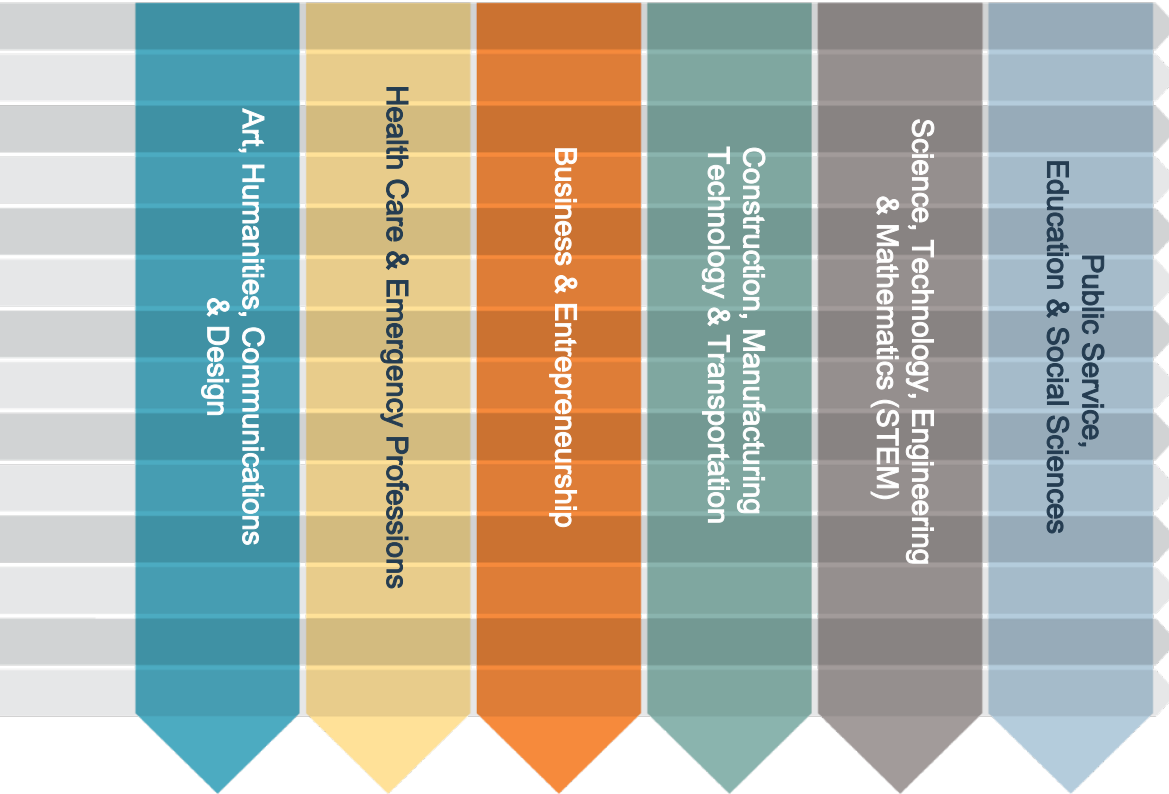 Art, Humanities, Communications
& Design
Health Care & Emergency Professions
Business & Entrepreneurship
Construction, Manufacturing
Technology & Transportation
Science, Technology, Engineering
& Mathematics (STEM)
Public Service,
Education & Social Sciences